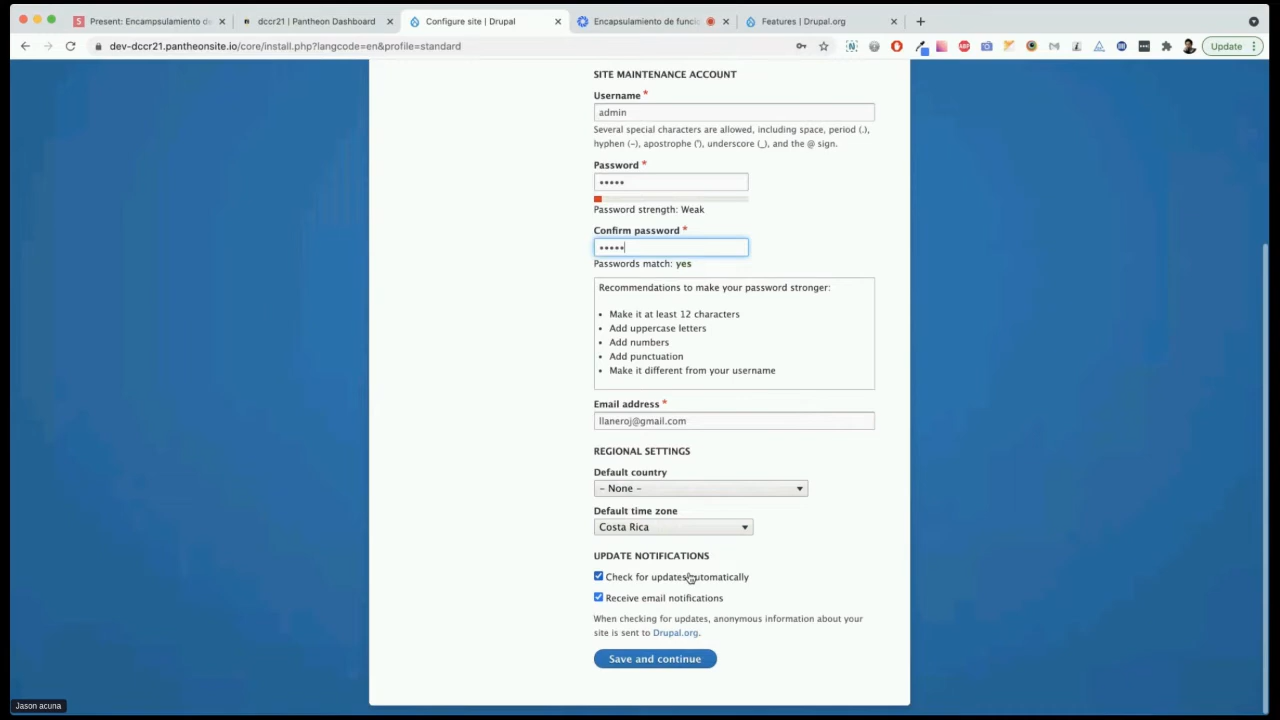 Present: Encampsulamiento de
dccr21 | Pantheon Dashboard
Configure site | Drupal
Encapsulamiento de funci
Features | Drupal.org
dev-dccr21.pantheonsite.io/core/install.php?langcode=en&profile=standard
Update
SITE MAINTENANCE ACCOUNT
Username *
admin
Several special characters are allowed, including space, period (.),
hyphen (-), apostrophe ('), underscore (_), and the @ sign.
Password *
•••••
Password strength: Weak
Confirm password *
•••••
Passwords match: yes
Recommendations to make your password stronger:
• Make it at least 12 characters
• Add uppercase letters
• Add numbers
• Add punctuation
• Make it different from your username
Email address *
llaneroj@gmail.com
REGIONAL SETTINGS
Default country
- None -
Default time zone
Costa Rica
UPDATE NOTIFICATIONS
Check for updates automatically
Receive email notifications
When checking for updates, anonymous information about your
site is sent to Drupal.org.
Save and continue
Jason acuna